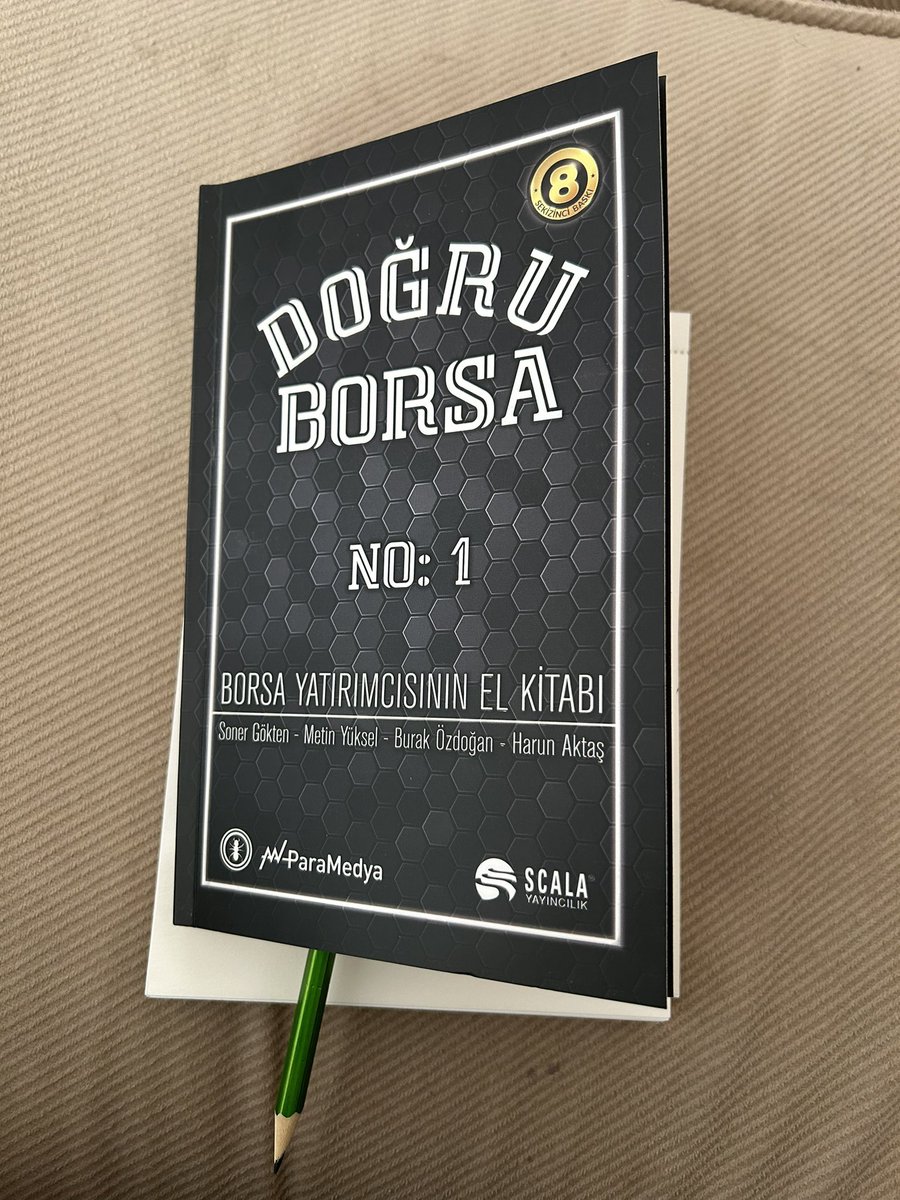 8
SEKİZİNCİ BASKI
DOĞRU
BORSA
NO: 1
BORSA YATIRIMCISININ EL KİTABI
Soner Gökten - Metin Yüksel - Burak Özdoğan - Harun Aktaş
ParaMedya
SCALA
YAYINCILIK